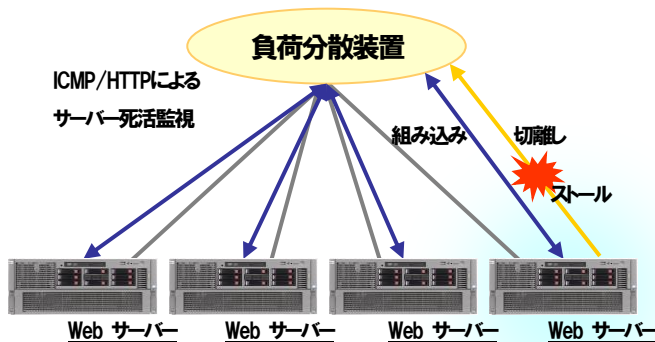 負荷分散装置
ICMP/HTTPによる
サーバー死活監視
組み込み
切離し
ストール
Web サーバー
Web サーバー
Web サーバー
Web サーバー